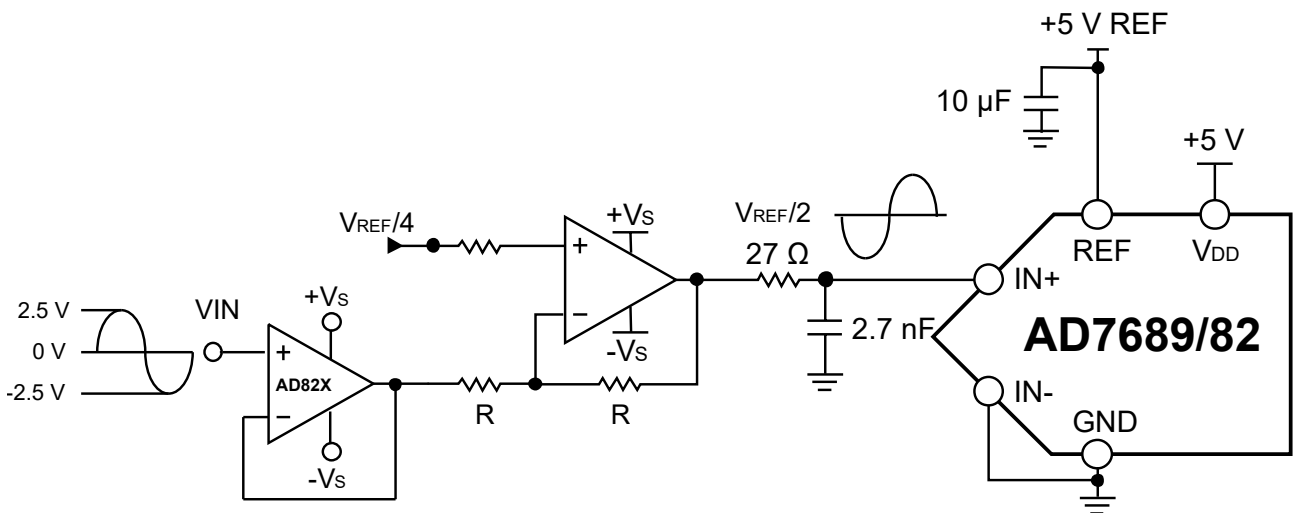 +5 V REF
10 µF
+5 V
VREF/4
+VS
VREF/2
27 Ω
REF
VDD
+
−
IN+
2.5 V
0 V
-2.5 V
VIN
+VS
+
AD82X
−
-VS
-VS
2.7 nF
AD7689/82
R
R
IN-
GND